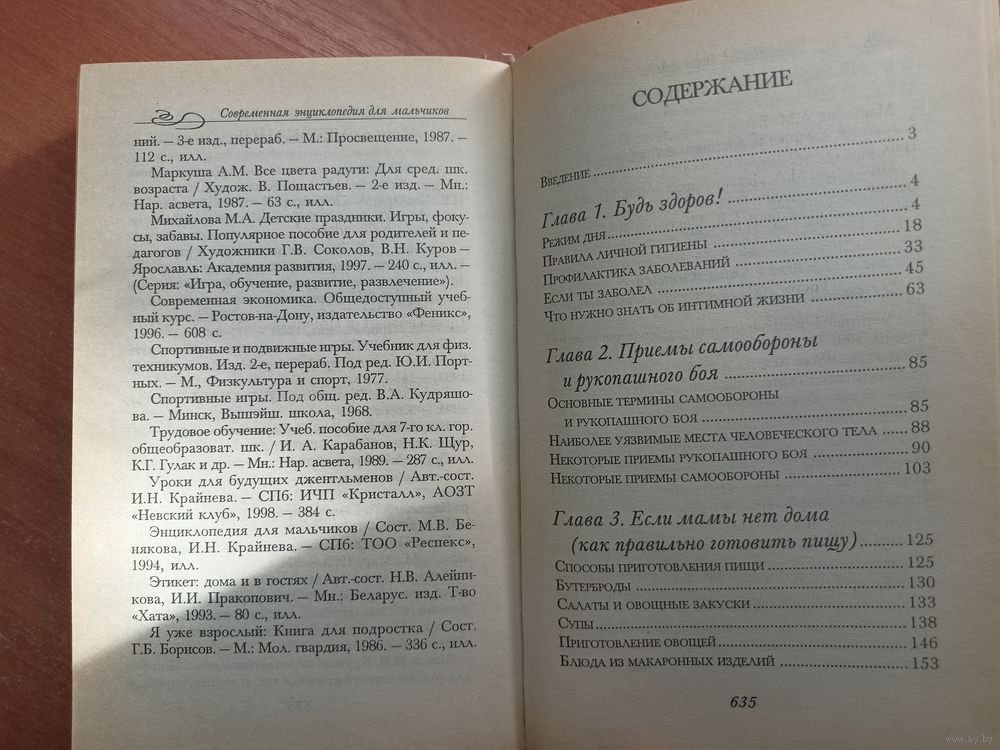 Современная энциклопедия для мальчиков
ний. — 3-е изд., перераб. — М.: Просвещение, 1987. —
112 с., илл.
Маркуша А.М. Все цвета радуги: Для сред. шк.
возраста / Худож. В. Пощастьев. — 2-е изд. — Мн.:
Нар. асвета, 1987. — 63 с., илл.
Михайлова М.А. Детские праздники. Игры, фоку-
сы, забавы. Популярное пособие для родителей и пе-
дагогов / Художники Г.В. Соколов, В.Н. Куров —
Ярославль: Академия развития, 1997. — 240 с., илл. —
(Серия: «Игра, обучение, развитие, развлечение»).
Современная экономика. Общедоступный учеб-
ный курс. — Ростов-на-Дону, издательство «Феникс»,
1996. — 608 с.
Спортивные и подвижные игры. Учебник для физ.
техникумов. Изд. 2-е, перераб. Под ред. Ю.И. Порт-
ных. — М., Физкультура и спорт, 1977.
Спортивные игры. Под общ. ред. В.А. Кудряшо-
ва. — Минск, Вышэйш. школа, 1968.
Трудовое обучение: Учеб. пособие для 7-го кл. гор.
общеобразоват. шк. / И. А. Карабанов, Н.К. Щур,
К.Г. Гулак и др. — Мн.: Нар. асвета, 1989. — 287 с., илл.
Уроки для будущих джентльменов / Авт.-сост.
И.Н. Крайнева. — СПб: ИЧП «Кристалл», АОЗТ
«Невский клуб», 1998. — 384 с.
Энциклопедия для мальчиков / Сост. М.В. Бе-
някова, И.Н. Крайнева. — СПб: ТОО «Респекс»,
1994, илл.
Этикет: дома и в гостях / Авт.-сост. Н.В. Алейни-
кова, И.И. Пракопович. — Мн.: Беларус. изд. Т-во
«Хата», 1993. — 80 с., илл.
Я уже взрослый: Книга для подростка / Сост.
Г.Б. Борисов. — М.: Мол. гвардия, 1986. — 336 с., илл.
СОДЕРЖАНИЕ
Введение 3
Глава 1. Будь здоров! 4
Режим дня 4
Правила личной гигиены 18
Профилактика заболеваний 33
Если ты заболел 45
Что нужно знать об интимной жизни 63
Глава 2. Приемы самообороны
и рукопашного боя 85
Основные термины самообороны
и рукопашного боя 85
Наиболее уязвимые места человеческого тела 88
Некоторые приемы рукопашного боя 90
Некоторые приемы самообороны 103
Глава 3. Если мамы нет дома
(как правильно готовить пищу) 125
Способы приготовления пищи 125
Бутерброды 130
Салаты и овощные закуски 133
Супы 138
Приготовление овощей 146
Блюда из макаронных изделий 153
635
www.ay.by